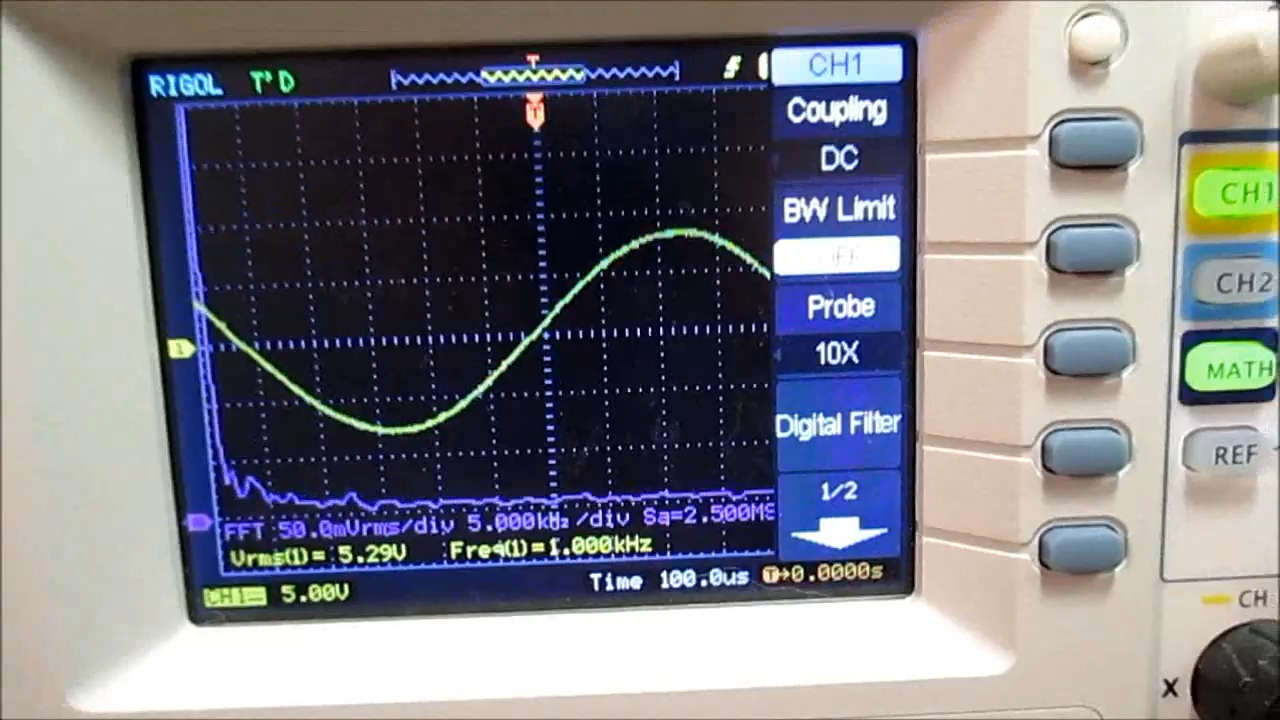 RIGOL T'D
T
T
CH1
Coupling
DC
BW Limit
OFF
Probe
10X
Digital Filter
1/2
1
FFT 50.0mVrms/div 5.000kHz/div Sa=2.500MS
Vrms(1)= 5.29V Freq(1)=1.000kHz
CH1 5.00V Time 100.0us T→0.0000s
CH1
CH2
MATH
REF
CH
X